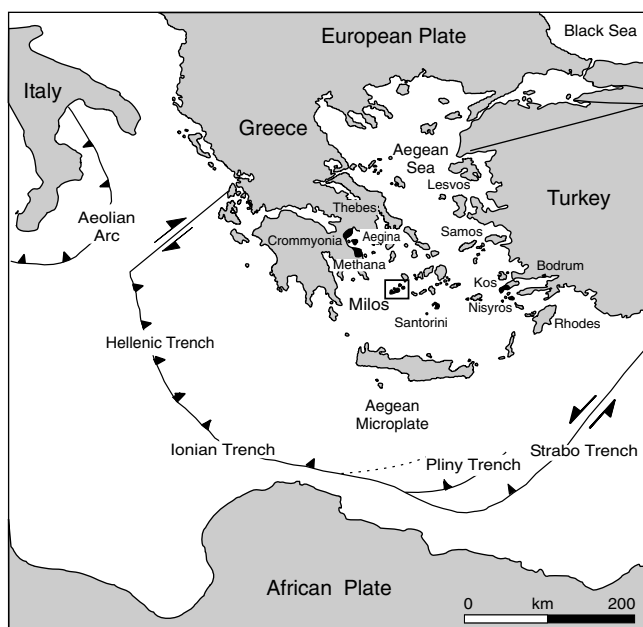 European Plate
Black Sea
Italy
Greece
Aegean
Sea
Lesvos
Turkey
Thebes
Aeolian
Arc
Crommyonia
Aegina
Samos
Methana
Bodrum
Kos
Milos
Nisyros
Santorini
Rhodes
Hellenic Trench
Aegean
Microplate
Ionian Trench
Strabo Trench
Pliny Trench
African Plate
0 km 200